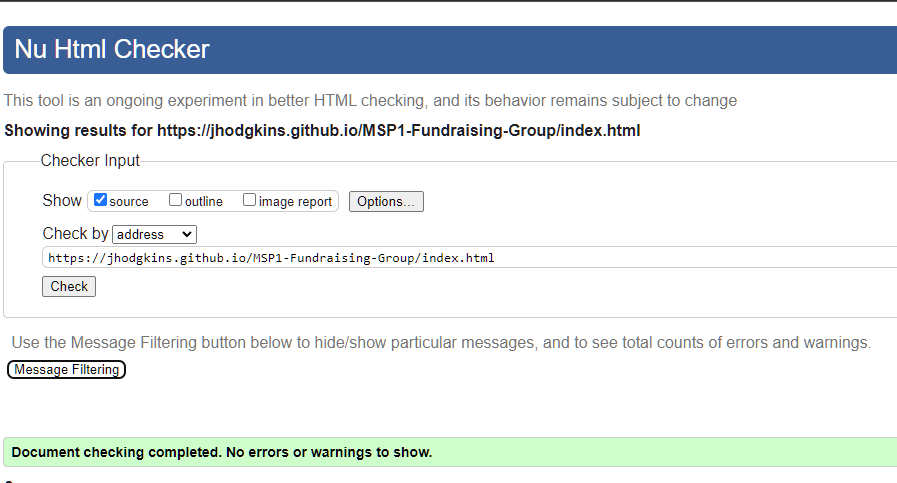 Nu Html Checker
This tool is an ongoing experiment in better HTML checking, and its behavior remains subject to change
Showing results for https://jhodgkins.github.io/MSP1-Fundraising-Group/index.html
Checker Input
Show source outline image report Options...
Check by address
https://jhodgkins.github.io/MSP1-Fundraising-Group/index.html
Check
Use the Message Filtering button below to hide/show particular messages, and to see total counts of errors and warnings.
Message Filtering
Document checking completed. No errors or warnings to show.